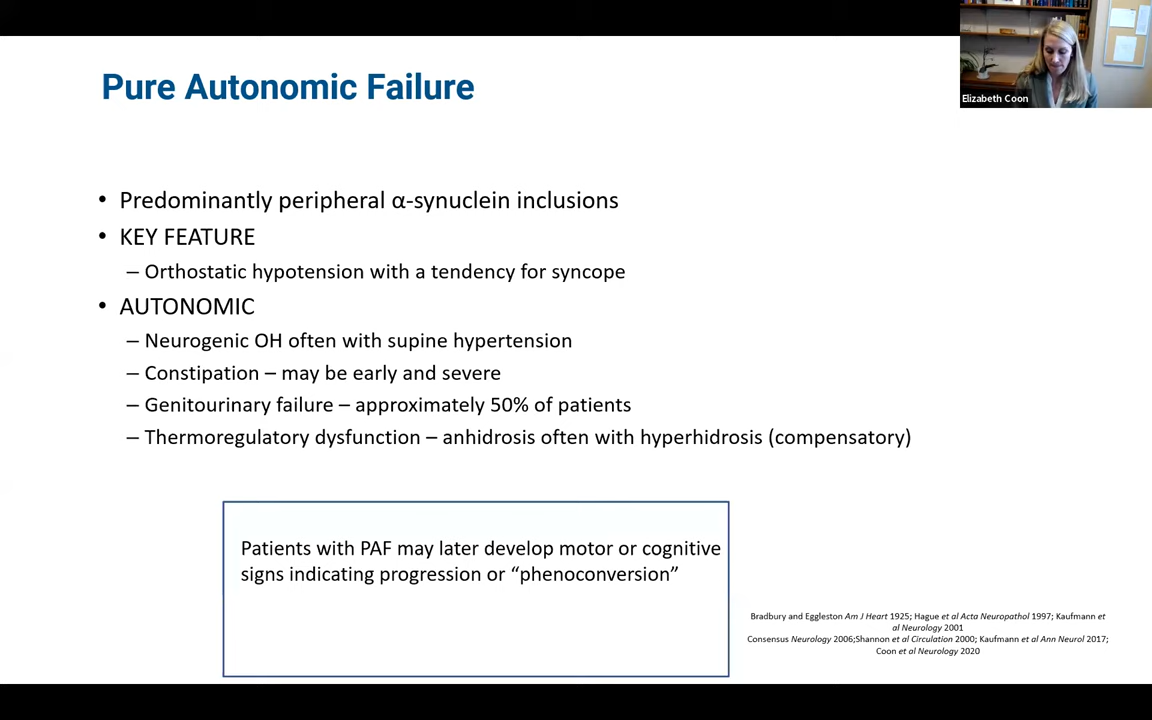 Pure Autonomic Failure
Elizabeth Coon
• Predominantly peripheral α-synuclein inclusions
• KEY FEATURE
– Orthostatic hypotension with a tendency for syncope
• AUTONOMIC
– Neurogenic OH often with supine hypertension
– Constipation – may be early and severe
– Genitourinary failure – approximately 50% of patients
– Thermoregulatory dysfunction – anhidrosis often with hyperhidrosis (compensatory)
Patients with PAF may later develop motor or cognitive
signs indicating progression or “phenoconversion”
Bradbury and Eggleston Am J Heart 1925; Hague et al Acta Neuropathol 1997; Kaufmann et
al Neurology 2001
Consensus Neurology 2006;Shannon et al Circulation 2000; Kaufmann et al Ann Neurol 2017;
Coon et al Neurology 2020